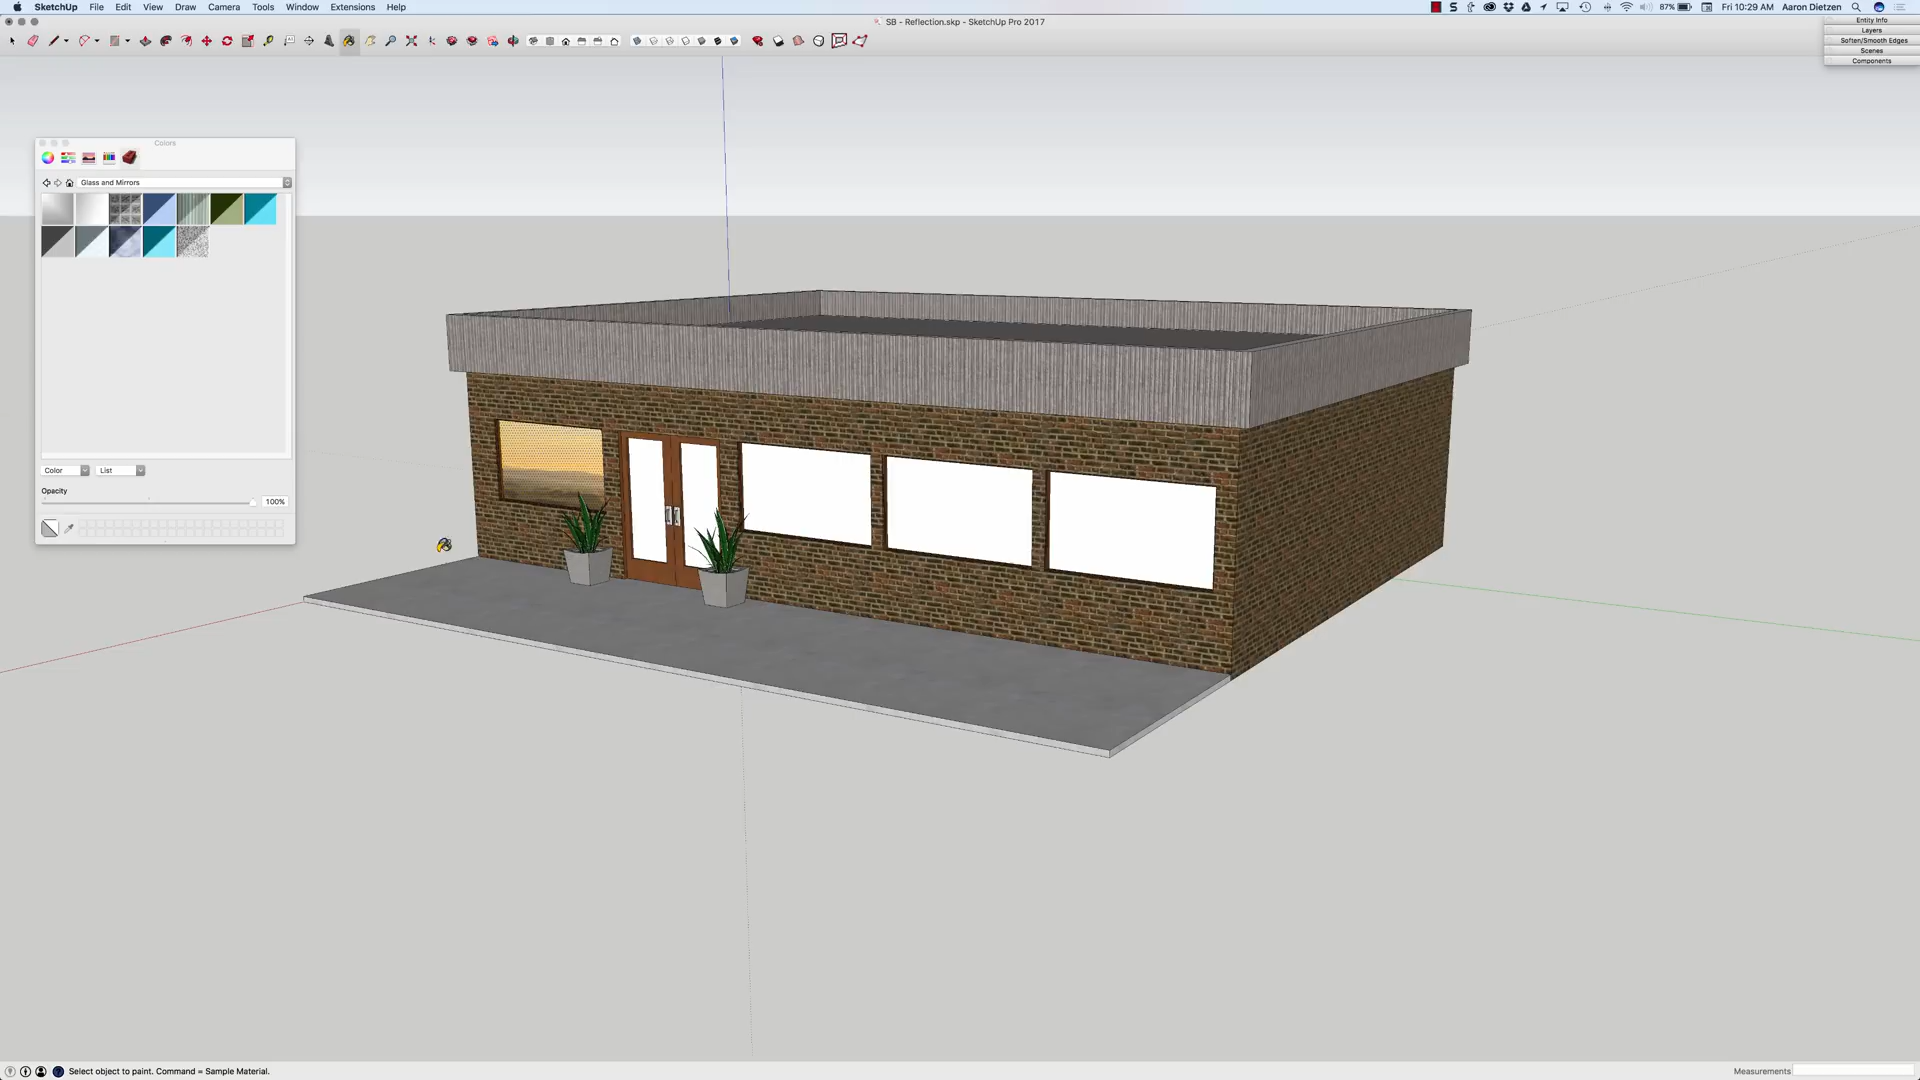 SketchUp File Edit View Draw Camera Tools Window Extensions Help
87% Fri 10:29 AM Aaron Dietzen
SB - Reflection.skp - SketchUp Pro 2017
Entity Info
Layers
Soften/Smooth Edges
Scenes
Components
Colors
Glass and Mirrors
Color List
Opacity
100%
Select object to paint. Command = Sample Material.
Measurements